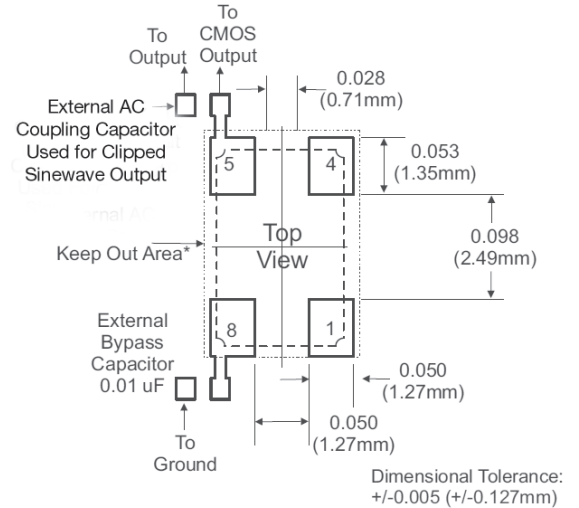 To
Output
To
CMOS
Output
0.028
(0.71mm)
External AC
Coupling Capacitor
Used for Clipped
Sinewave Output
5
4
0.053
(1.35mm)
Keep Out Area*
Top
View
0.098
(2.49mm)
External
Bypass
Capacitor
0.01 uF
8
1
0.050
(1.27mm)
0.050
(1.27mm)
To
Ground
Dimensional Tolerance:
+/-0.005 (+/-0.127mm)